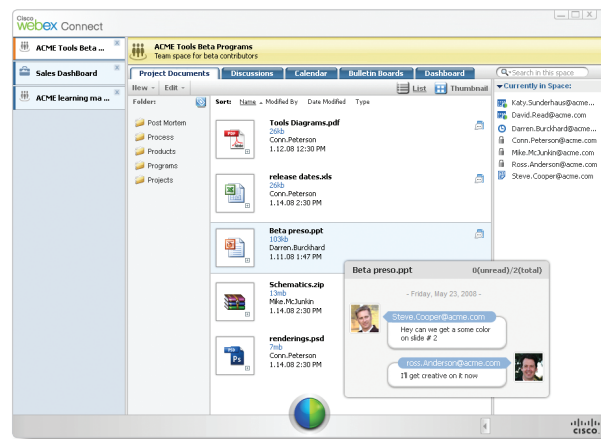 Cisco
webex Connect
ACME Tools Beta ...
Sales DashBoard
ACME learning ma ...
ACME Tools Beta Programs
Team space for beta contributors
Project Documents Discussions Calendar Bulletin Boards Dashboard
Search in this space
New Edit
List Thumbnail
Folder:
Post Mortem
Process
Products
Programs
Projects
Sort: Name Modified By Date Modified Type
Tools Diagrams.pdf
26kb
Conn.Peterson
1.12.08 12:30 PM
release dates.xls
26kb
Conn.Peterson
1.14.08 2:30 PM
Beta preso.ppt
103kb
Darren.Burckhard
1.11.08 1:47 PM
Schematics.zip
13mb
Mike.McJunkin
1.14.08 2:30 PM
renderings.psd
7mb
Conn.Peterson
1.14.08 2:30 PM
Ps
Currently in Space:
Katy.Sunderhaus@acme...
David.Read@acme.com
Darren.Burckhard@acme...
Conn.Peterson@acme.com
Mike.McJunkin@acme.com
Ross.Anderson@acme.com
Steve.Cooper@acme.com
Beta preso.ppt 0(unread)/2(total)
- Friday, May 23, 2008 -
Steve.Cooper@acme.com
Hey can we get a some color
on slide # 2
ross.Anderson@acme.com
I'll get creative on it now
CISCO